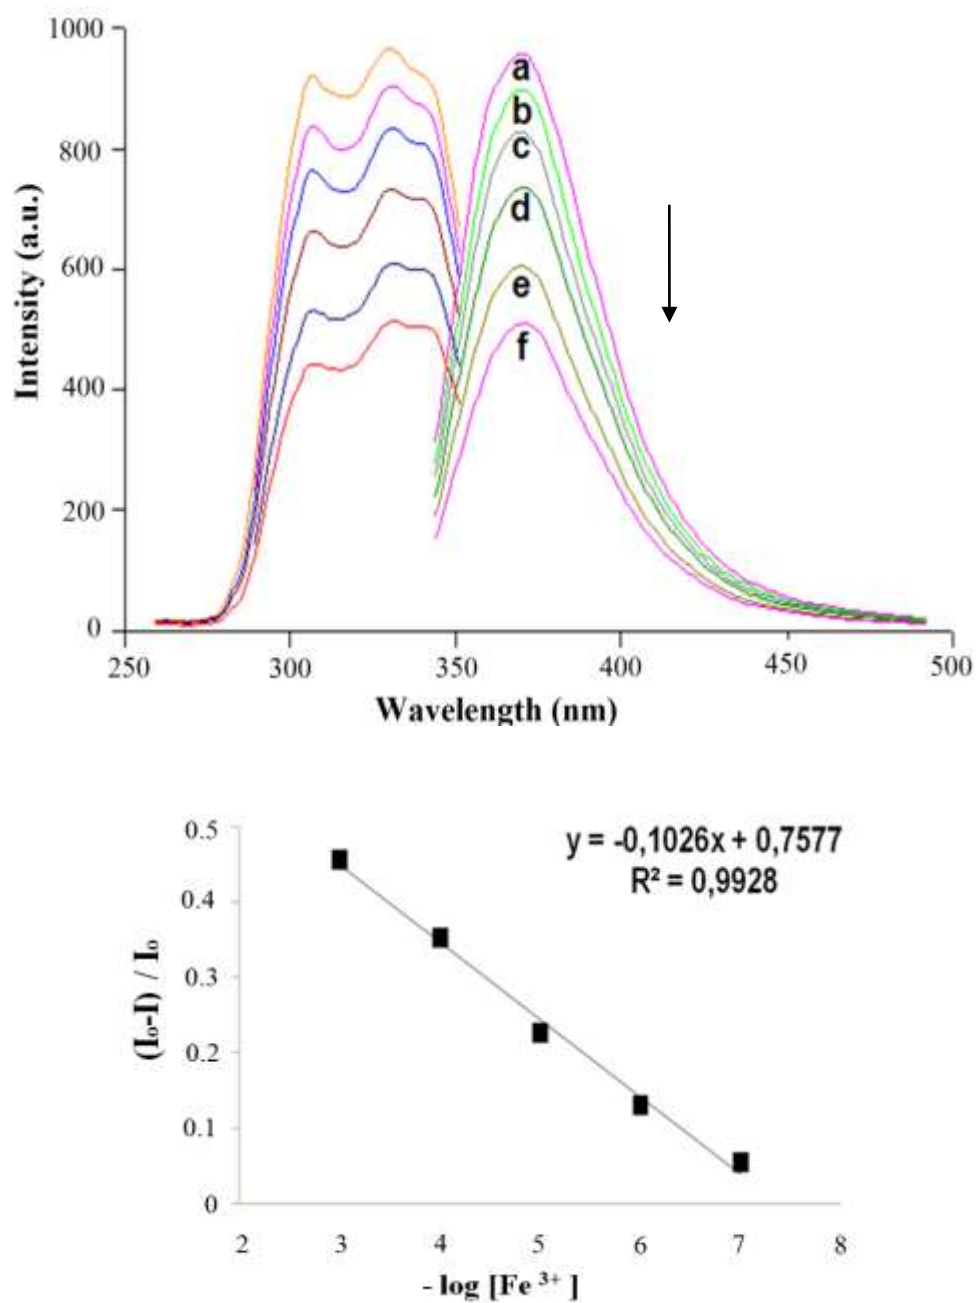 1000
800
600
400
200
0
Intensity (a.u.)
a
b
c
d
e
f
250 300 350 400 450 500
Wavelength (nm)
y = -0,1026x + 0,7577
R² = 0,9928
0.5
0.4
0.3
0.2
0.1
0
(Io-I) / Io
2 3 4 5 6 7 8
- log [Fe 3+ ]